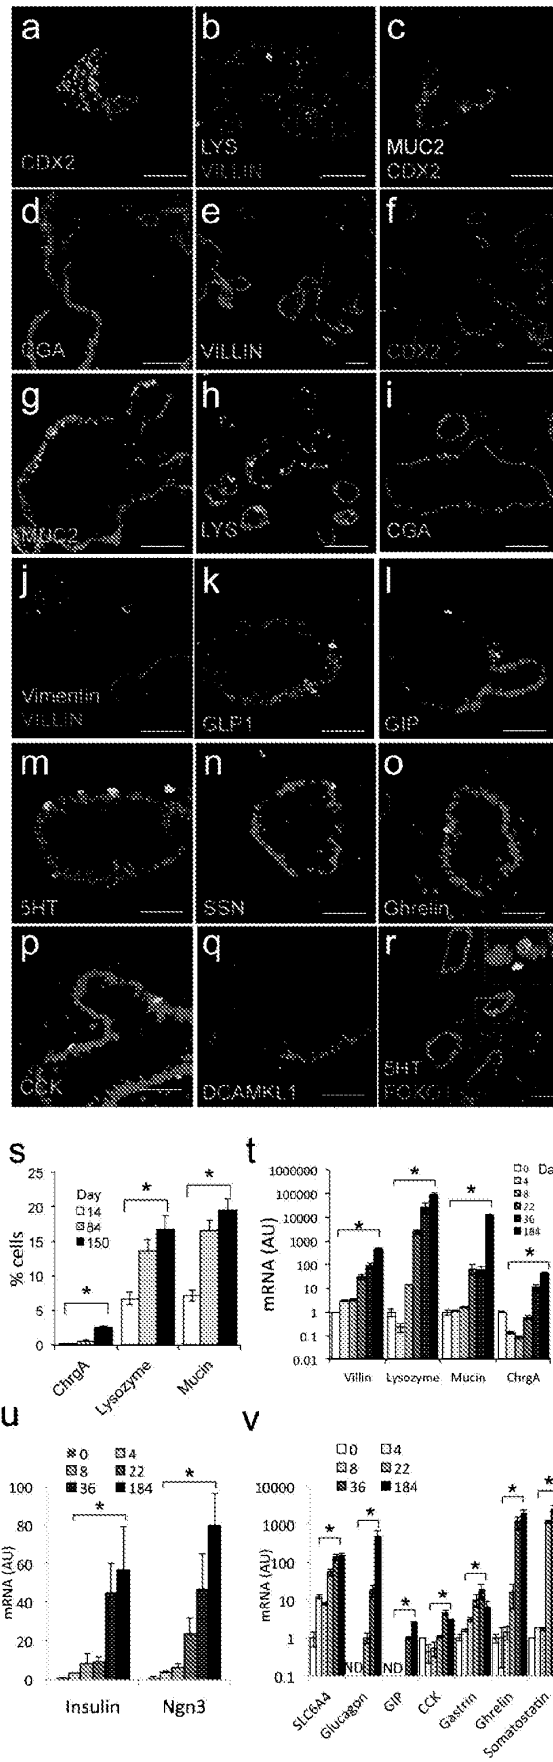 a
CDX2
b
LYS
VILLIN
c
MUC2
CDX2
d
CGA
e
VILLIN
f
CDX2
g
MUC2
h
LYS
i
CGA
j
Vimentin
VILLIN
k
GLP1
l
GIP
m
5HT
n
SSN
o
Ghrelin
p
CCK
q
DCAMKL1
r
5HT
FOXO1
s
% cells
25
20
15
10
5
0
Day
14
84
150
*
*
*
ChrgA
Lysozyme
Mucin
t
mRNA (AU)
1000000
100000
10000
1000
100
10
1
0.1
0.01
0 Da
4
8
22
36
184
*
*
*
*
Villin Lysozyme Mucin ChrgA
u
mRNA (AU)
0 4
8 22
36 184
100
80
60
40
20
0
*
*
Insulin Ngn3
v
mRNA (AU)
0 4
8 22
36 184
10000
1000
100
10
1
0.1
*
*
*
*
*
*
*
ND
ND
SLC6A4
Glucagon
GIP
CCK
Gastrin
Ghrelin
Somatostatin